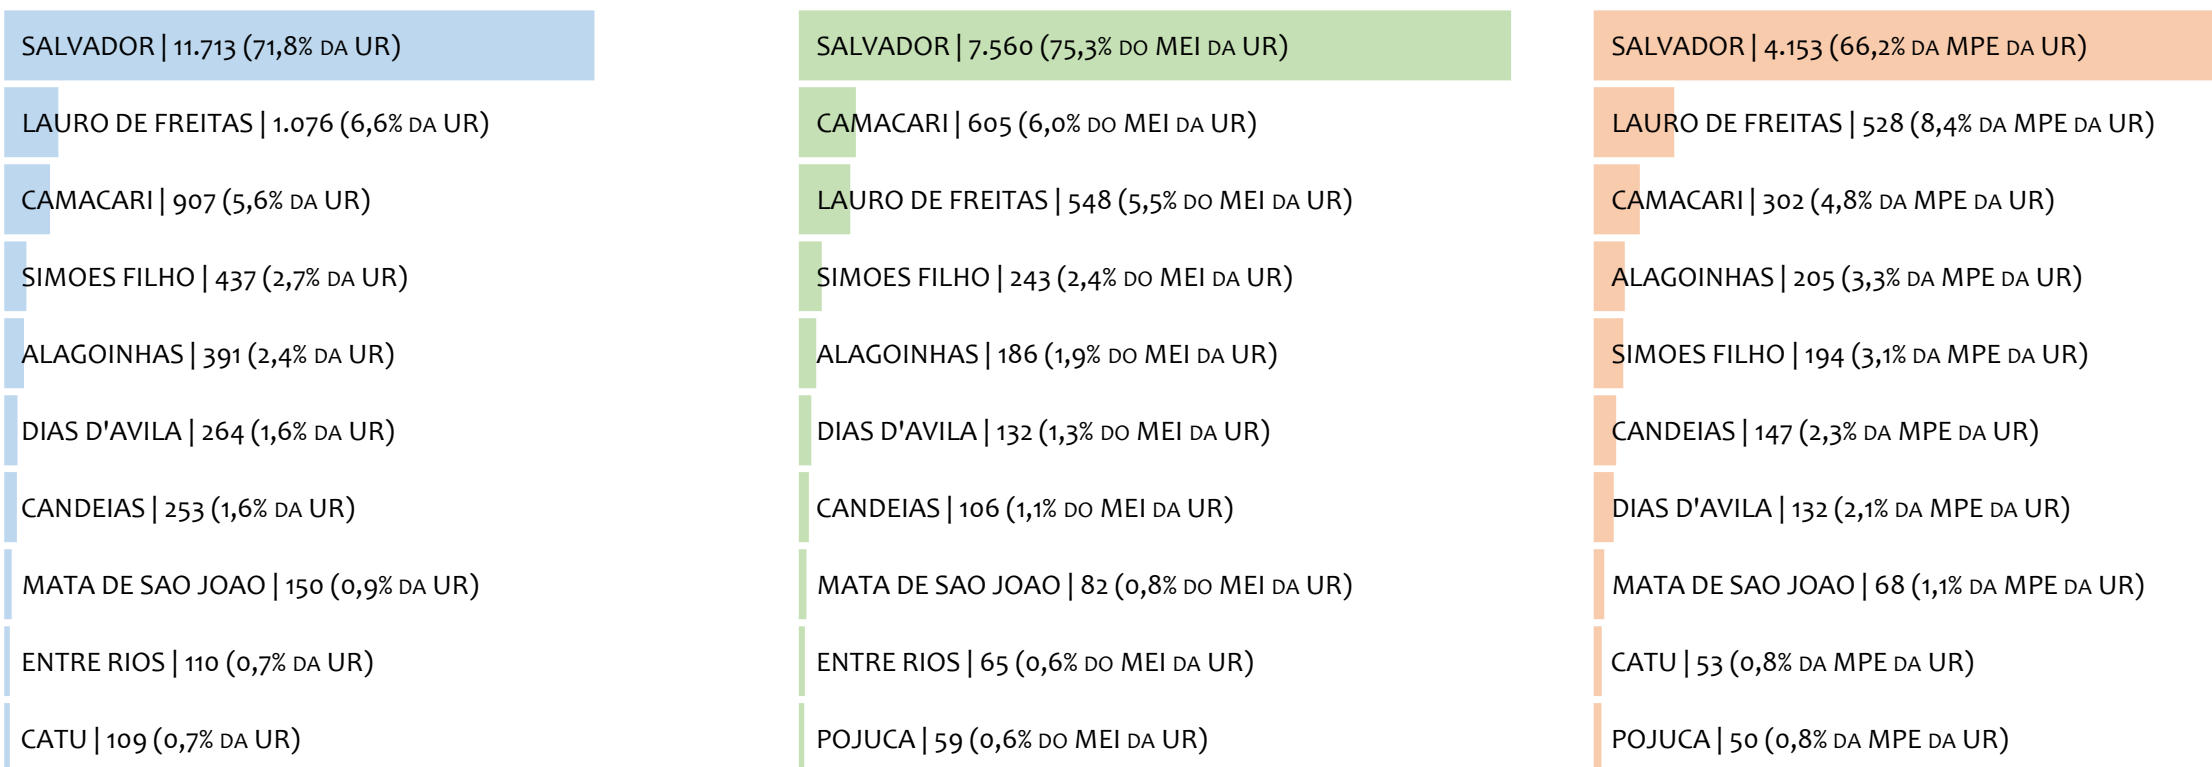 SALVADOR | 11.713 (71,8% DA UR)
LAURO DE FREITAS | 1.076 (6,6% DA UR)
CAMACARI | 907 (5,6% DA UR)
SIMOES FILHO | 437 (2,7% DA UR)
ALAGOINHAS | 391 (2,4% DA UR)
DIAS D'AVILA | 264 (1,6% DA UR)
CANDEIAS | 253 (1,6% DA UR)
MATA DE SAO JOAO | 150 (0,9% DA UR)
ENTRE RIOS | 110 (0,7% DA UR)
CATU | 109 (0,7% DA UR)
SALVADOR | 7.560 (75,3% DO MEI DA UR)
CAMACARI | 605 (6,0% DO MEI DA UR)
LAURO DE FREITAS | 548 (5,5% DO MEI DA UR)
SIMOES FILHO | 243 (2,4% DO MEI DA UR)
ALAGOINHAS | 186 (1,9% DO MEI DA UR)
DIAS D'AVILA | 132 (1,3% DO MEI DA UR)
CANDEIAS | 106 (1,1% DO MEI DA UR)
MATA DE SAO JOAO | 82 (0,8% DO MEI DA UR)
ENTRE RIOS | 65 (0,6% DO MEI DA UR)
POJUCA | 59 (0,6% DO MEI DA UR)
SALVADOR | 4.153 (66,2% DA MPE DA UR)
LAURO DE FREITAS | 528 (8,4% DA MPE DA UR)
CAMACARI | 302 (4,8% DA MPE DA UR)
ALAGOINHAS | 205 (3,3% DA MPE DA UR)
SIMOES FILHO | 194 (3,1% DA MPE DA UR)
CANDEIAS | 147 (2,3% DA MPE DA UR)
DIAS D'AVILA | 132 (2,1% DA MPE DA UR)
MATA DE SAO JOAO | 68 (1,1% DA MPE DA UR)
CATU | 53 (0,8% DA MPE DA UR)
POJUCA | 50 (0,8% DA MPE DA UR)